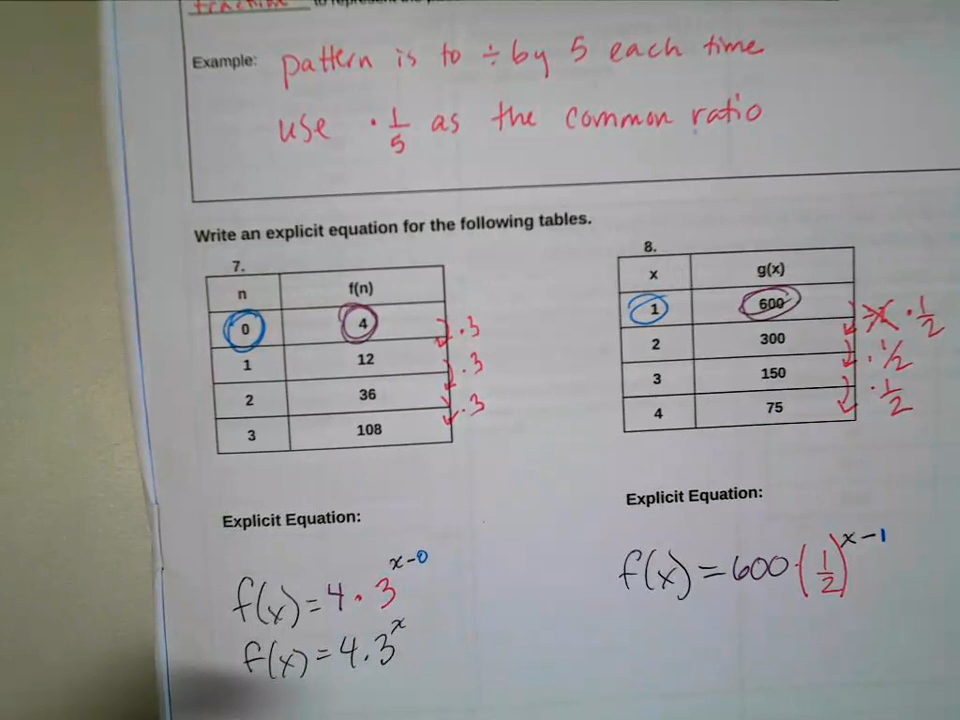 Example: pattern is to ÷ by 5 each time
use · 1/5 as the common ratio
Write an explicit equation for the following tables.
7.
n f(n)
0 4
1 12
2 36
3 108
·3
·3
·3
8.
x g(x)
1 600
2 300
3 150
4 75
· 1/2
· 1/2
· 1/2
Explicit Equation:
f(x) = 4 · 3^(x-0)
f(x) = 4 · 3^x
Explicit Equation:
f(x) = 600 · (1/2)^(x-1)